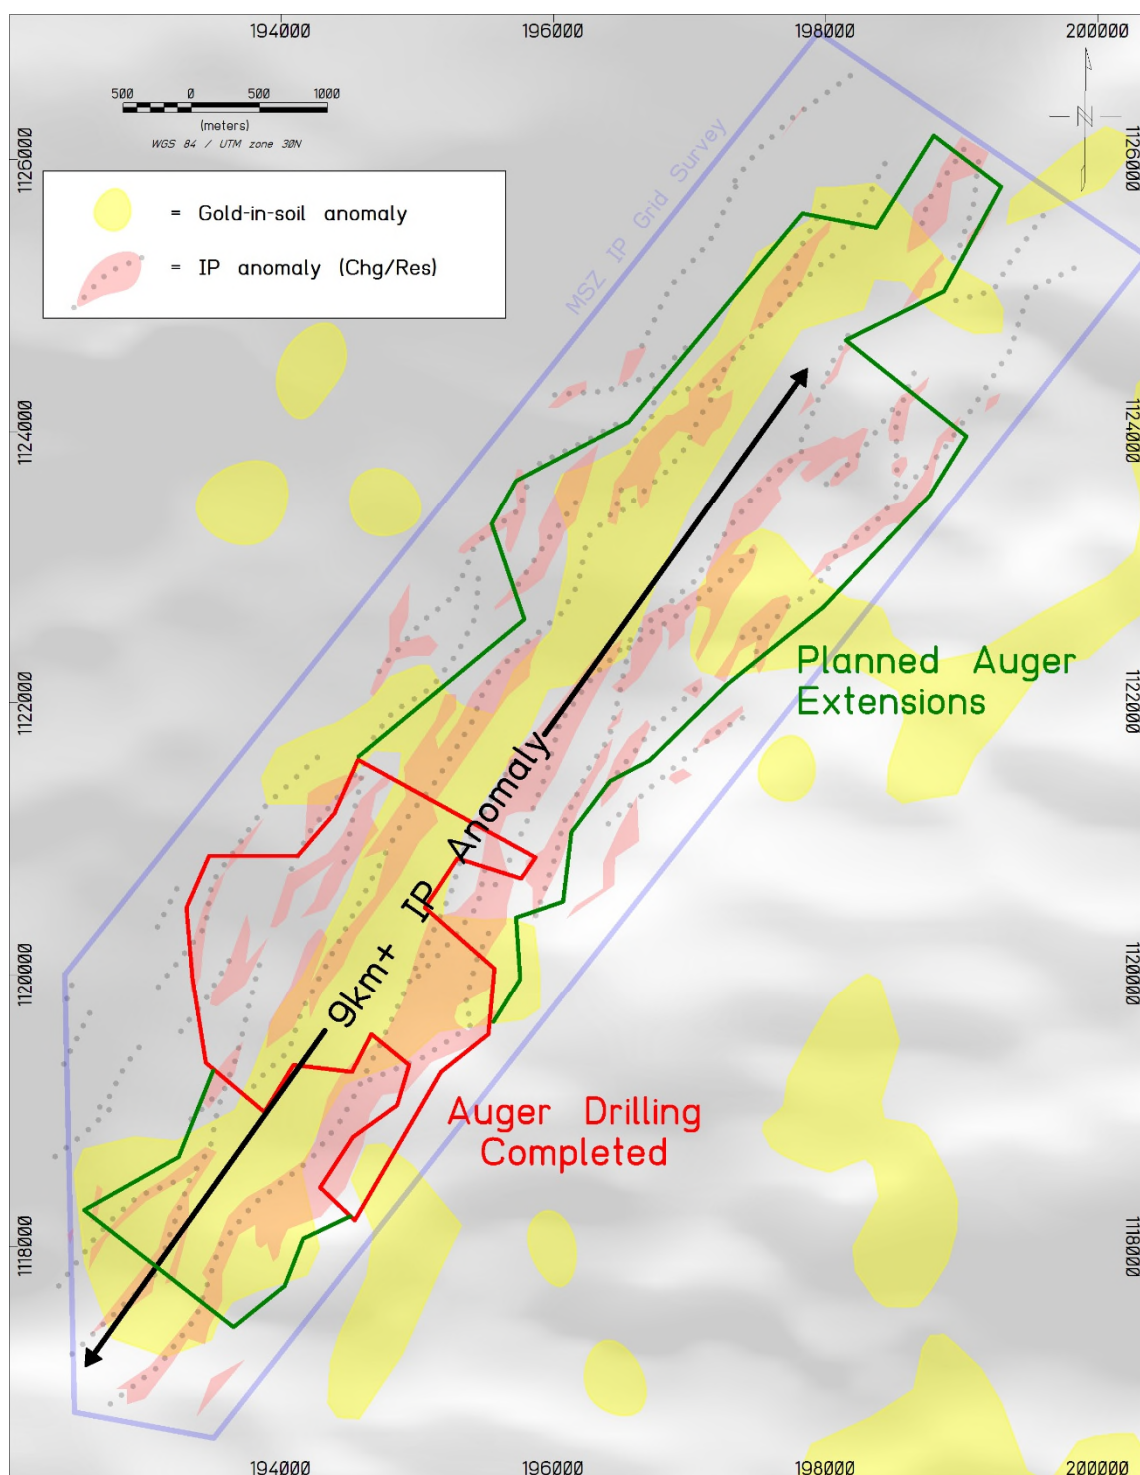 194000 196000 198000 200000
500 0 500 1000
(meters)
WGS 84 / UTM zone 30N
N
1126000 1126000
= Gold-in-soil anomaly
= IP anomaly (Chg/Res)
MSZ IP Grid Survey
1124000 1124000
Planned Auger
Extensions
1122000 1122000
9km+ IP Anomaly
1120000 1120000
Auger Drilling
Completed
1118000 1118000
194000 196000 198000 200000